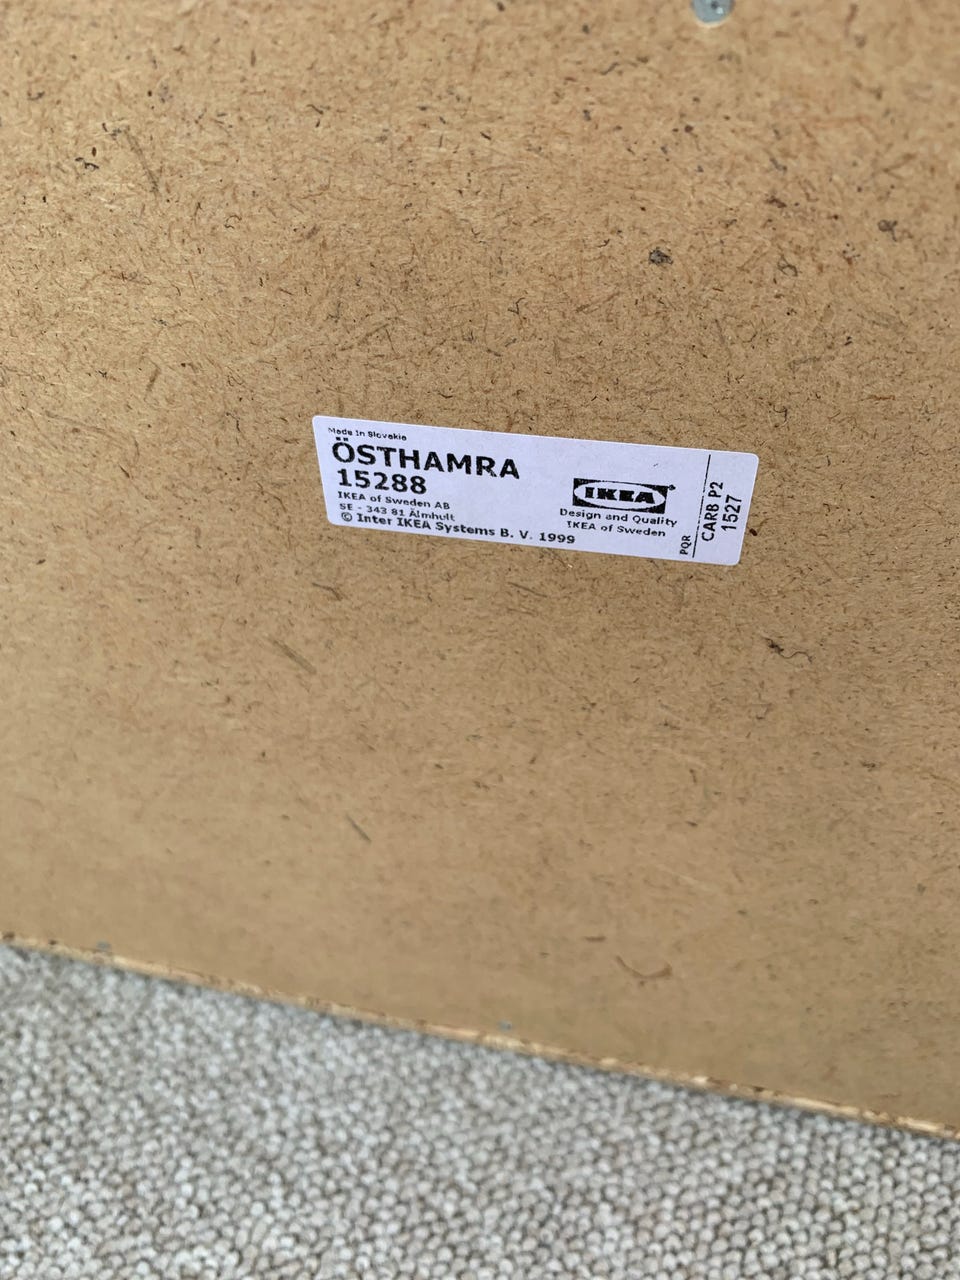 Made In Slovakia
ÖSTHAMRA
15288
IKEA of Sweden AB
SE - 343 81 Älmhult
© Inter IKEA Systems B. V. 1999
IKEA
Design and Quality
IKEA of Sweden
PQR
CARB P2
1527